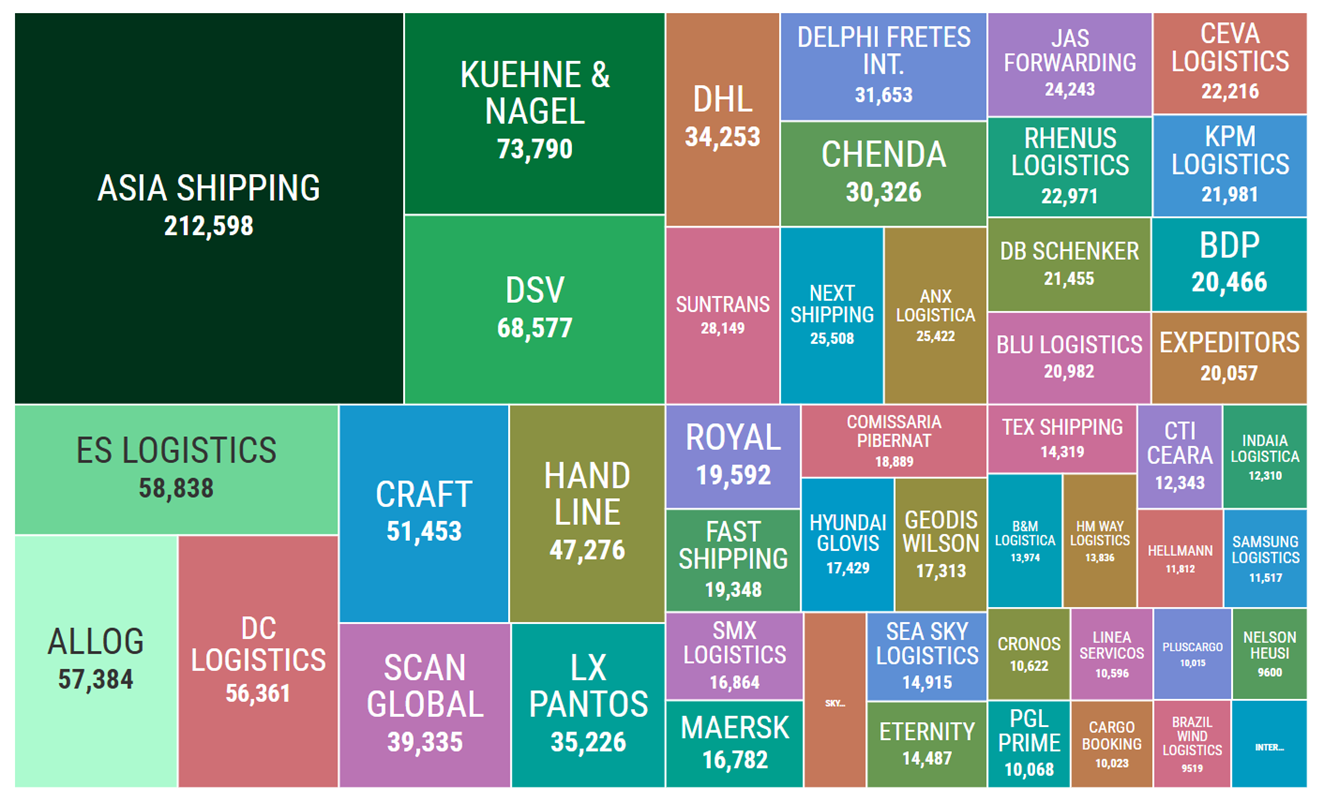 ASIA SHIPPING
212,598
KUEHNE &
NAGEL
73,790
DSV
68,577
DHL
34,253
DELPHI FRETES
INT.
31,653
CHENDA
30,326
SUNTRANS
28,149
NEXT
SHIPPING
25,508
ANX
LOGISTICA
25,422
JAS
FORWARDING
24,243
CEVA
LOGISTICS
22,216
RHENUS
LOGISTICS
22,971
KPM
LOGISTICS
21,981
DB SCHENKER
21,455
BDP
20,466
BLU LOGISTICS
20,982
EXPEDITORS
20,057
ES LOGISTICS
58,838
ALLOG
57,384
DC
LOGISTICS
56,361
CRAFT
51,453
HAND
LINE
47,276
SCAN
GLOBAL
39,335
LX
PANTOS
35,226
ROYAL
19,592
COMISSARIA
PIBERNAT
18,889
FAST
SHIPPING
19,348
HYUNDAI
GLOVIS
17,429
GEODIS
WILSON
17,313
SMX
LOGISTICS
16,864
MAERSK
16,782
SKY...
SEA SKY
LOGISTICS
14,915
ETERNITY
14,487
TEX SHIPPING
14,319
CTI
CEARA
12,343
INDAIA
LOGISTICA
12,310
B&M
LOGISTICA
13,974
HM WAY
LOGISTICS
13,836
HELLMANN
11,812
SAMSUNG
LOGISTICS
11,517
CRONOS
10,622
LINEA
SERVICOS
10,596
PLUSCARGO
10,015
NELSON
HEUSI
9600
PGL
PRIME
10,068
CARGO
BOOKING
10,023
BRAZIL
WIND
LOGISTICS
9519
INTER...